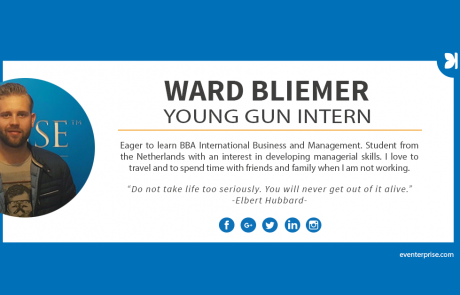 WARD BLIEMER
YOUNG GUN INTERN
Eager to learn BBA International Business and Management. Student from
the Netherlands with an interest in developing managerial skills. I love to
travel and to spend time with friends and family when I am not working.
"Do not take life too seriously. You will never get out of it alive."
-Elbert Hubbard-
SE
eventerprise.com